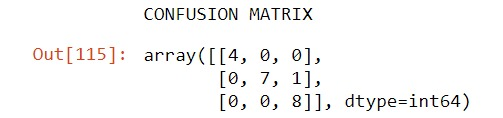 CONFUSION MATRIX
Out[115]: array([[4, 0, 0],
[0, 7, 1],
[0, 0, 8]], dtype=int64)